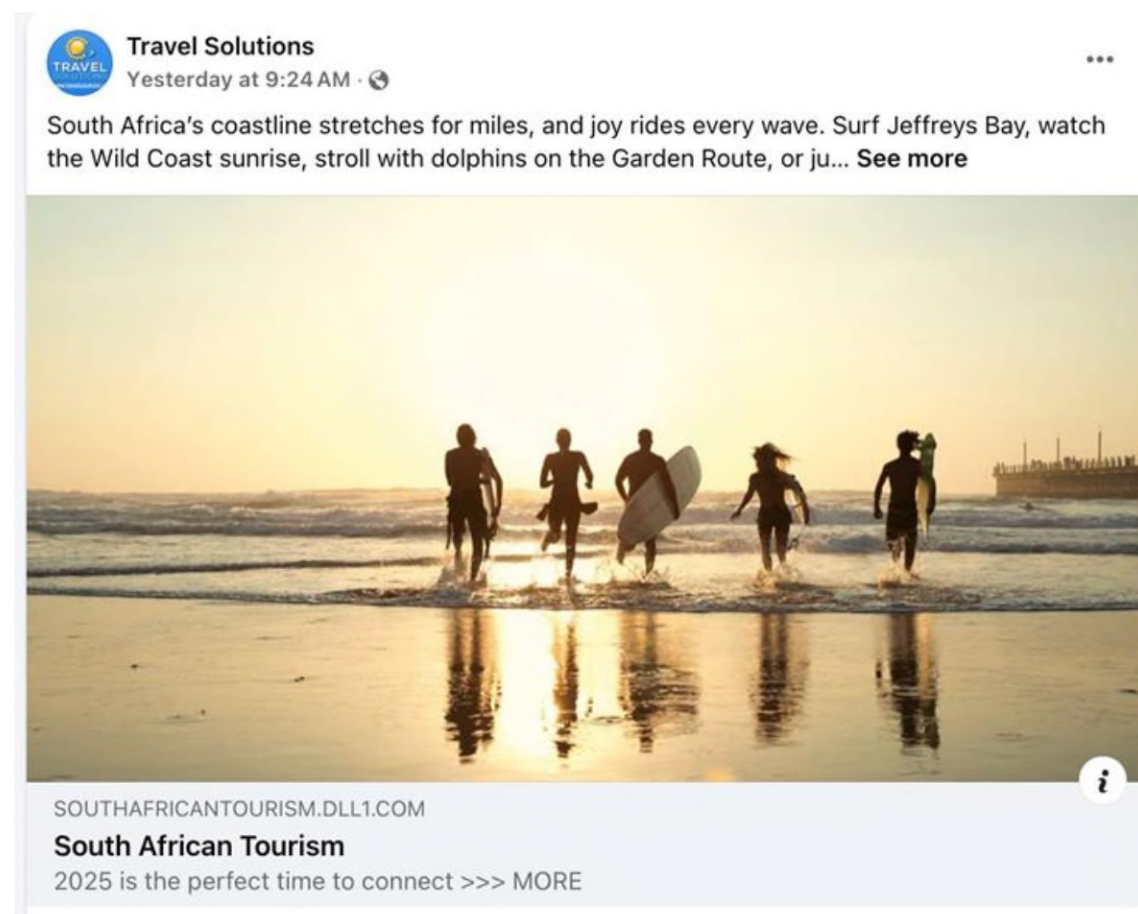 Travel Solutions
Yesterday at 9:24 AM ·
South Africa's coastline stretches for miles, and joy rides every wave. Surf Jeffreys Bay, watch
the Wild Coast sunrise, stroll with dolphins on the Garden Route, or ju... See more
TRAVEL
SOLUTIONS
i
SOUTHAFRICANTOURISM.DLL1.COM
South African Tourism
2025 is the perfect time to connect >>> MORE